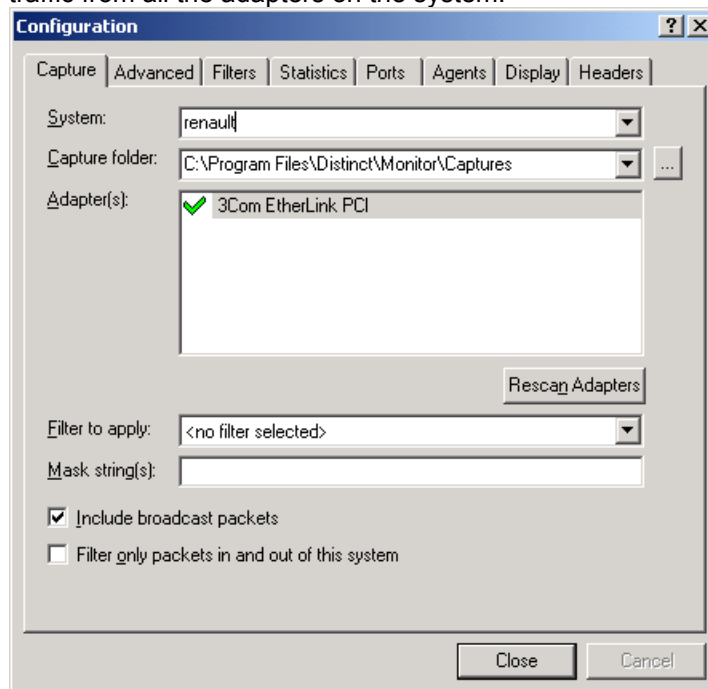 traffic from all the adapters on the system.
Configuration
Capture Advanced Filters Statistics Ports Agents Display Headers
System: renault
Capture folder: C:\Program Files\Distinct\Monitor\Captures ...
Adapter(s): 3Com EtherLink PCI
Rescan Adapters
Filter to apply: <no filter selected>
Mask string(s):
Include broadcast packets
Filter only packets in and out of this system
Close Cancel